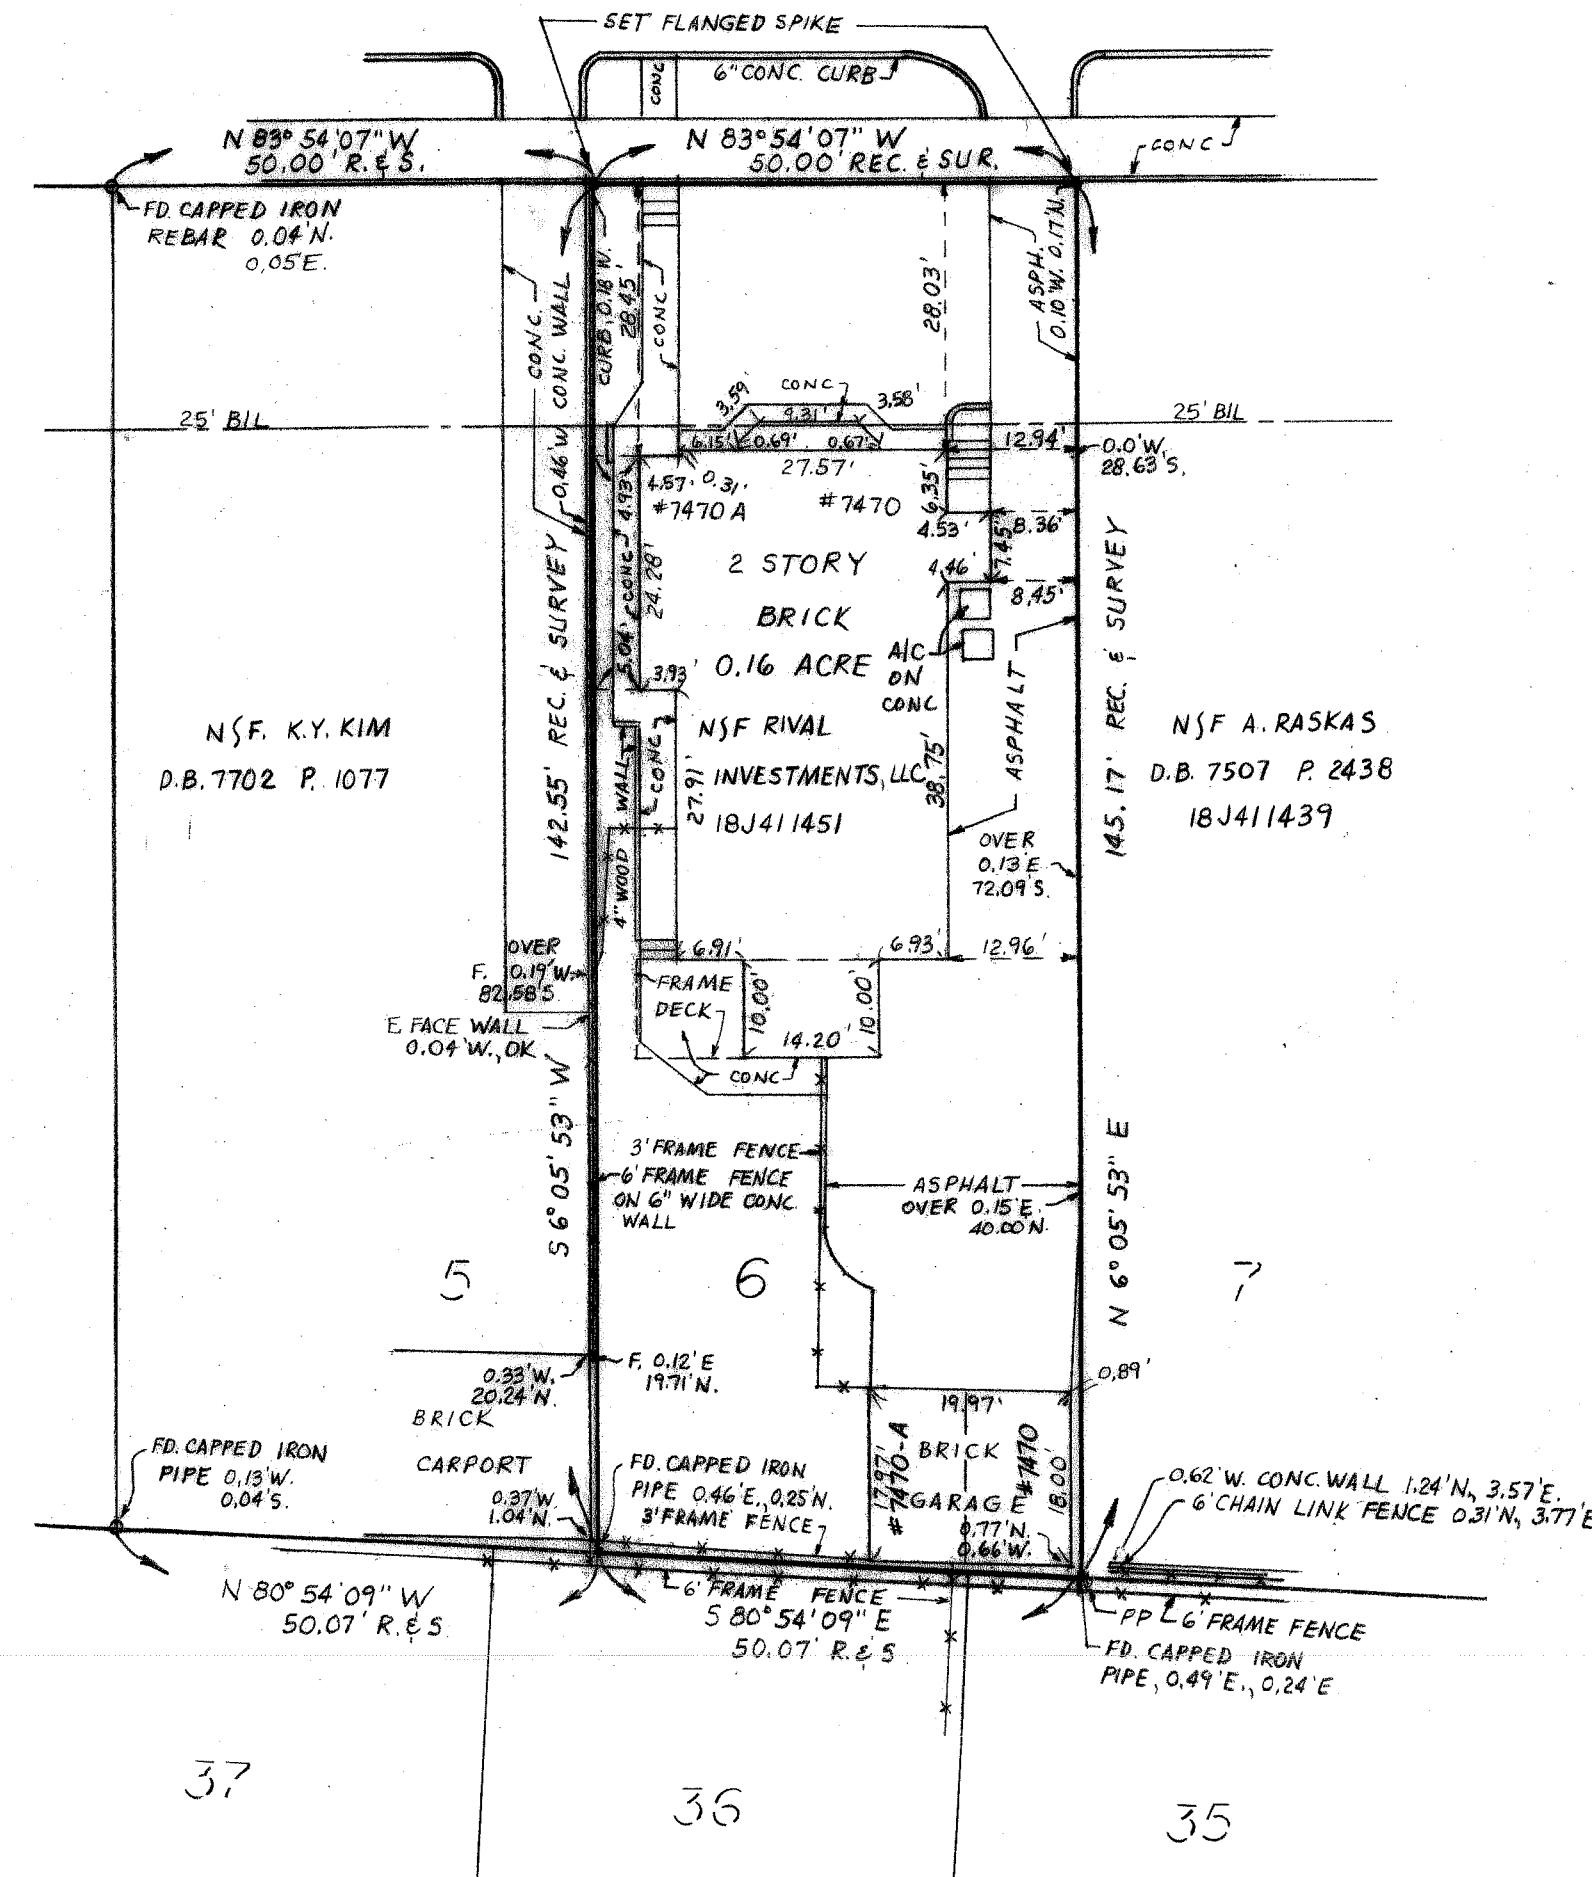 SET FLANGED SPIKE
6" CONC. CURB
CONC
N 83° 54' 07" W
50.00' R. & S.
N 83° 54' 07" W
50.00' REC. & SUR.
CONC
FD. CAPPED IRON
REBAR 0.04' N.
0.05' E.
CONC.
0.46' W CONC. WALL
CURB, 0.18' W.
28.45'
CONC
28.03'
ASPH.
0.10' W. 0.17' N.
25' B/L
25' B/L
3.59
CONC
3.58'
9.31'
6.15'
0.69'
0.67'
27.57'
12.94'
0.0' W.
28.63' S.
4.93'
4.57'
0.31'
#7470 A
#7470
6.35'
4.53'
8.36'
7.45'
4.46'
8.45'
2 STORY
BRICK
0.16 ACRE
CONC
24.28'
5.04'
3.93'
A/C
ON
CONC
142.55' REC. & SURVEY
145.17' REC. & SURVEY
N/F. K.Y. KIM
D.B. 7702 P. 1077
N/F RIVAL
INVESTMENTS, LLC
18J411451
N/F A. RASKAS
D.B. 7507 P. 2438
18J411439
4" WOOD WALL
CONC
27.91'
38.75'
ASPHALT
OVER
0.13' E
72.09' S.
OVER
F. 0.19' W.
82.58' S
E. FACE WALL
0.04' W., OK
6.91'
6.93'
12.96'
FRAME
DECK
10.00'
10.00'
14.20'
CONC
S 6° 05' 53" W
N 6° 05' 53" E
3' FRAME FENCE
6' FRAME FENCE
ON 6" WIDE CONC.
WALL
ASPHALT
OVER 0.15' E.
40.00 N.
5
6
7
0.33' W.
20.24' N.
F. 0.12' E
19.71' N.
0.89'
19.97'
BRICK
CARPORT
0.37' W.
1.04' N.
FD. CAPPED IRON
PIPE 0.13' W.
0.04' S.
FD. CAPPED IRON
PIPE 0.46' E., 0.25' N.
3' FRAME FENCE
17.97'
#7470-A
BRICK
GARAGE
#7470
18.00'
0.77' N.
0.66' W.
0.62' W. CONC. WALL 1.24' N., 3.57' E.
6' CHAIN LINK FENCE 0.31' N., 3.77' E
N 80° 54' 09" W
50.07' R. & S
6' FRAME FENCE
S 80° 54' 09" E
50.07' R. & S
PP
6' FRAME FENCE
FD. CAPPED IRON
PIPE, 0.49' E., 0.24' E
37
36
35